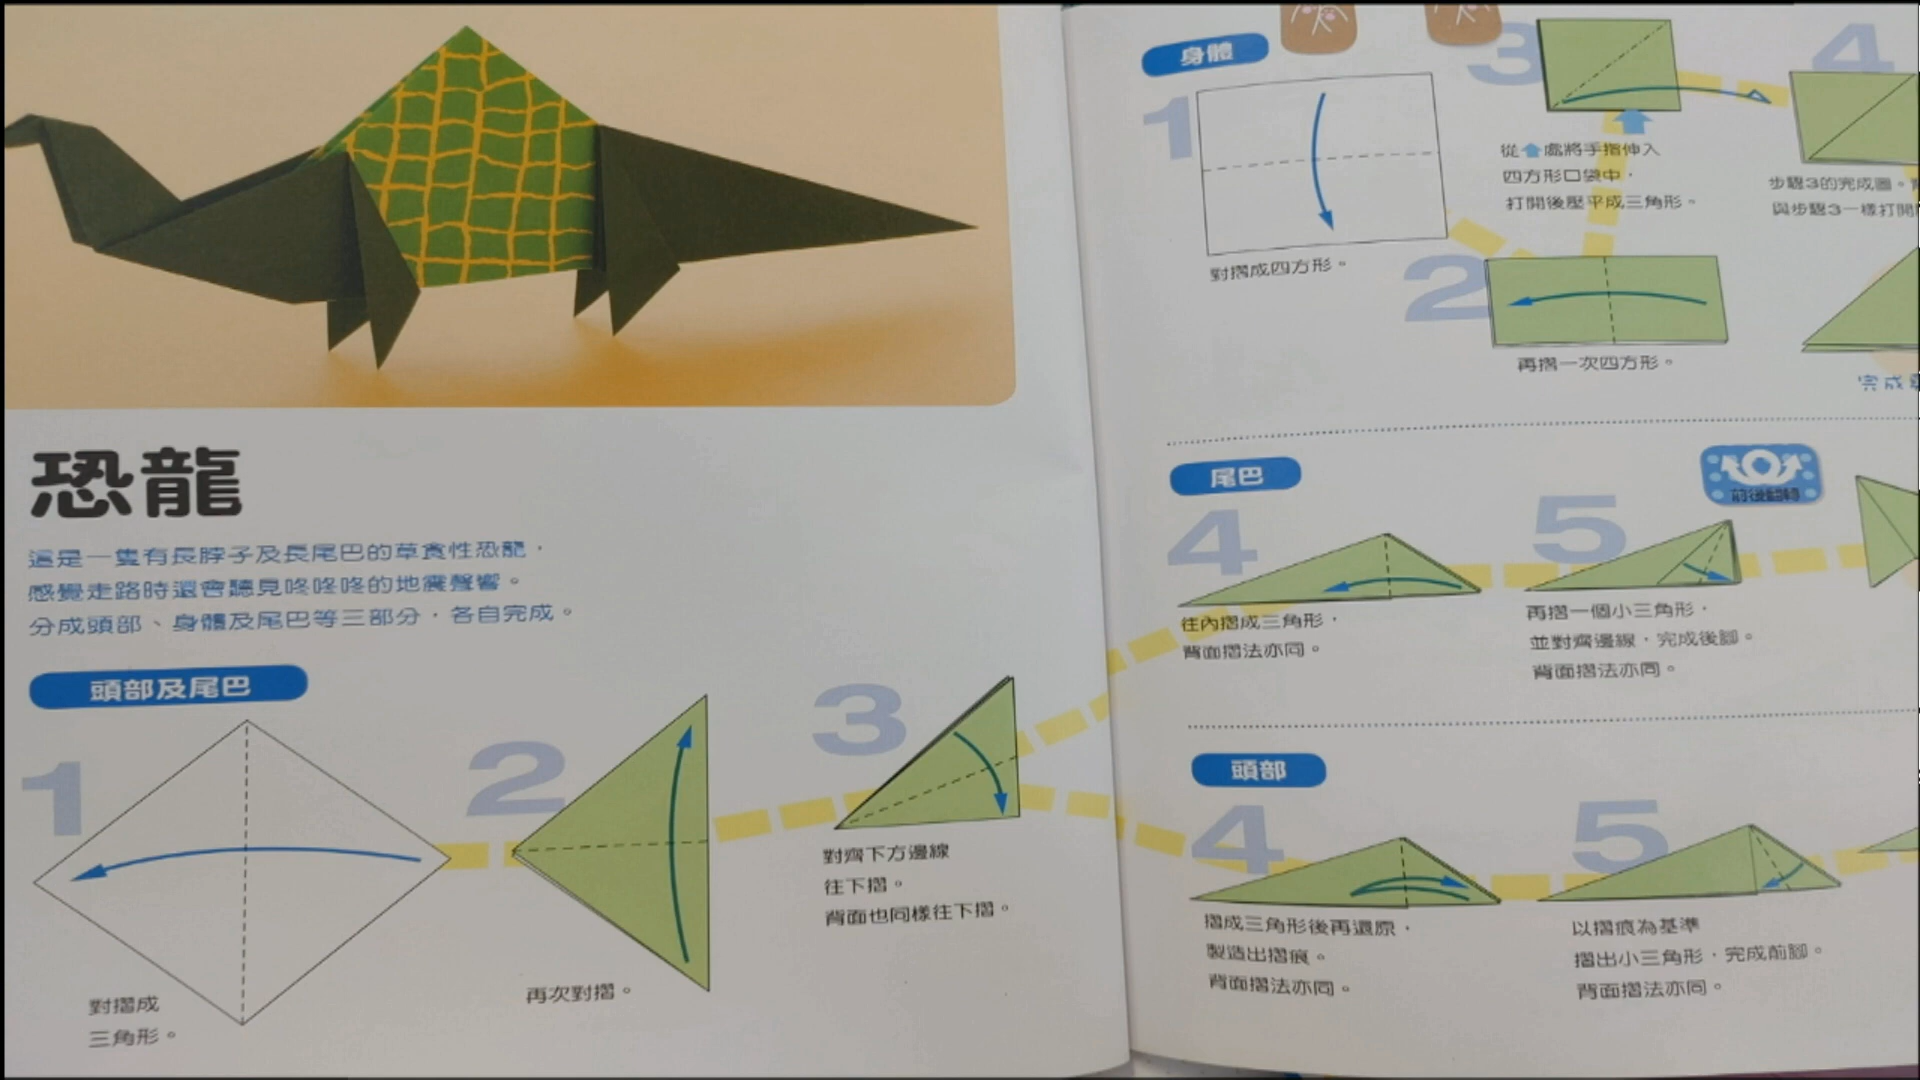 恐龍
這是一隻有長脖子及長尾巴的草食性恐龍，
感覺走路時還會聽見咚咚咚的地震聲響。
分成頭部、身體及尾巴等三部分，各自完成。
頭部及尾巴
1
對摺成
三角形。
2
再次對摺。
3
對齊下方邊線
往下摺。
背面也同樣往下摺。
身體
1
對摺成四方形。
2
再摺一次四方形。
3
從⬆處將手指伸入
四方形口袋中，
打開後壓平成三角形。
4
步驟3的完成圖。
與步驟3一樣打開
完成
尾巴
4
往內摺成三角形，
背面摺法亦同。
5
再摺一個小三角形，
並對齊邊線，完成後腳。
背面摺法亦同。
前後翻轉
頭部
4
摺成三角形後再還原，
製造出摺痕。
背面摺法亦同。
5
以摺痕為基準
摺出小三角形，完成前腳。
背面摺法亦同。